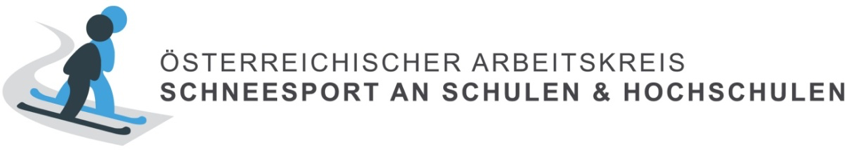 ÖSTERREICHISCHER ARBEITSKREIS
SCHNEESPORT AN SCHULEN & HOCHSCHULEN